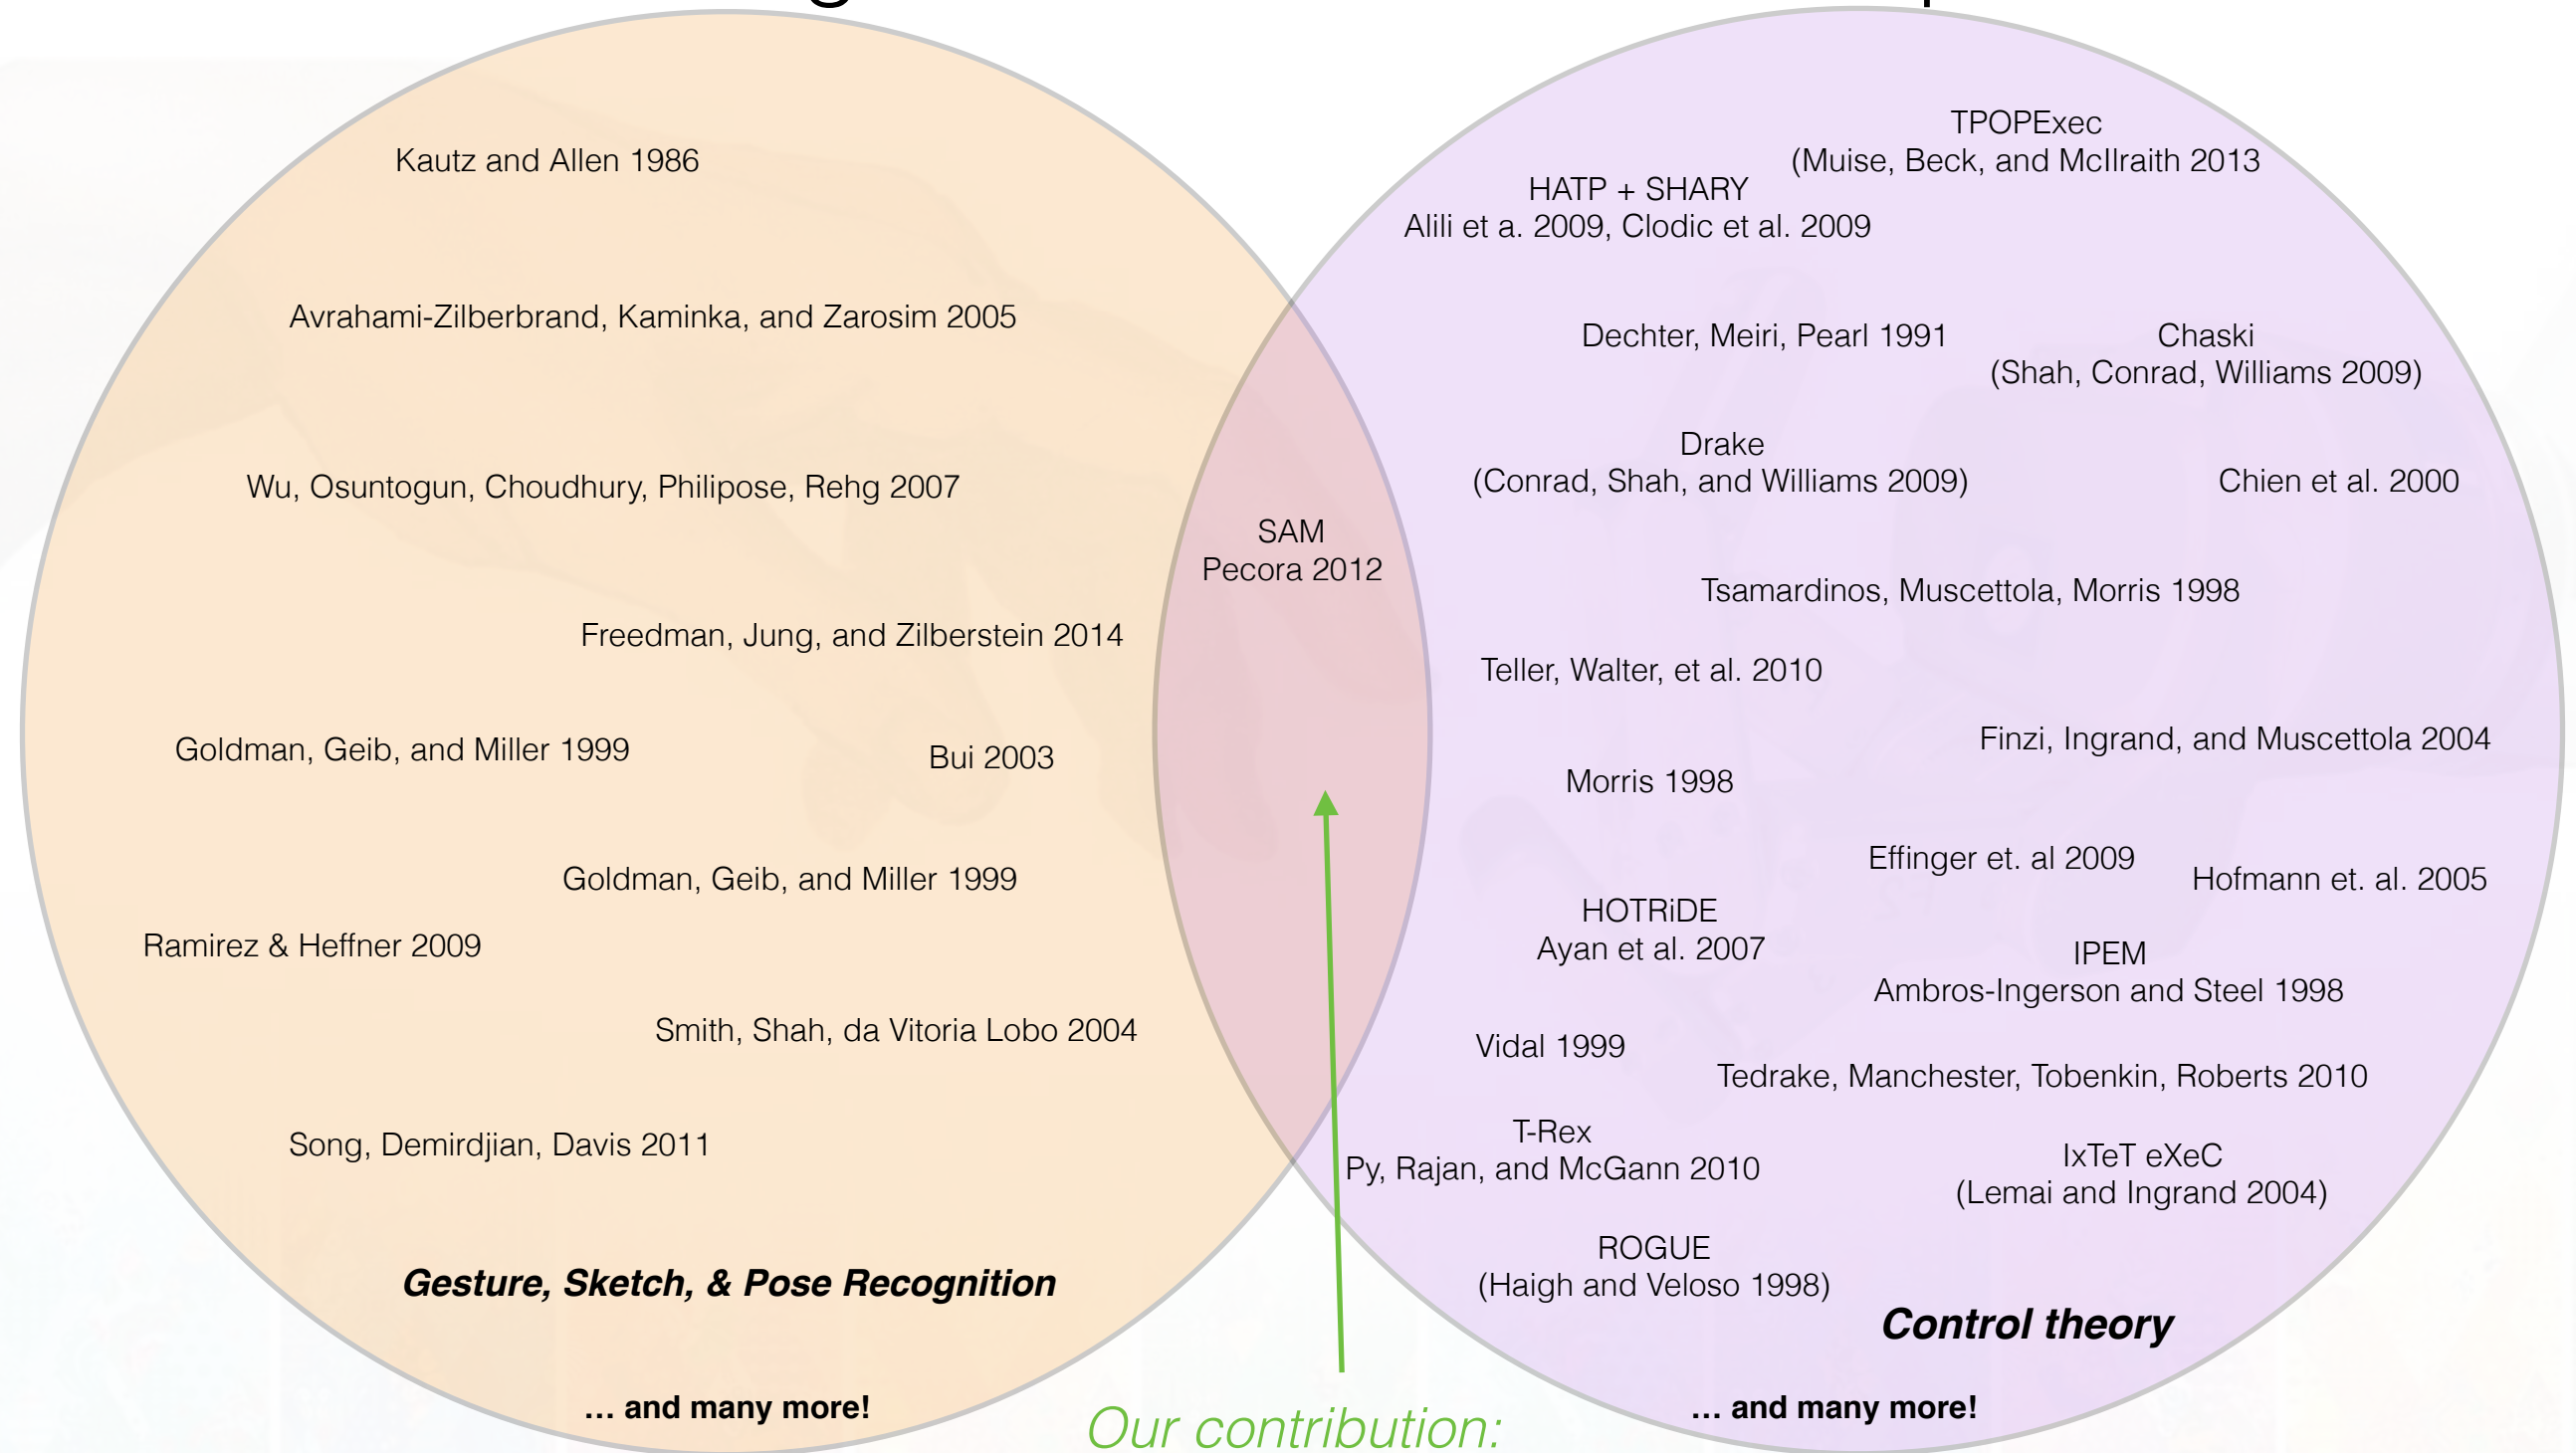 Kautz and Allen 1986
Avrahami-Zilberbrand, Kaminka, and Zarosim 2005
Wu, Osuntogun, Choudhury, Philipose, Rehg 2007
Freedman, Jung, and Zilberstein 2014
Goldman, Geib, and Miller 1999
Bui 2003
Goldman, Geib, and Miller 1999
Ramirez & Heffner 2009
Smith, Shah, da Vitoria Lobo 2004
Song, Demirdjian, Davis 2011
Gesture, Sketch, & Pose Recognition
... and many more!
SAM
Pecora 2012
Our contribution:
TPOPExec
(Muise, Beck, and McIlraith 2013
HATP + SHARY
Alili et a. 2009, Clodic et al. 2009
Dechter, Meiri, Pearl 1991
Chaski
(Shah, Conrad, Williams 2009)
Drake
(Conrad, Shah, and Williams 2009)
Chien et al. 2000
Tsamardinos, Muscettola, Morris 1998
Teller, Walter, et al. 2010
Finzi, Ingrand, and Muscettola 2004
Morris 1998
Effinger et. al 2009
Hofmann et. al. 2005
HOTRiDE
Ayan et al. 2007
IPEM
Ambros-Ingerson and Steel 1998
Vidal 1999
Tedrake, Manchester, Tobenkin, Roberts 2010
T-Rex
Py, Rajan, and McGann 2010
IxTeT eXeC
(Lemai and Ingrand 2004)
ROGUE
(Haigh and Veloso 1998)
Control theory
... and many more!